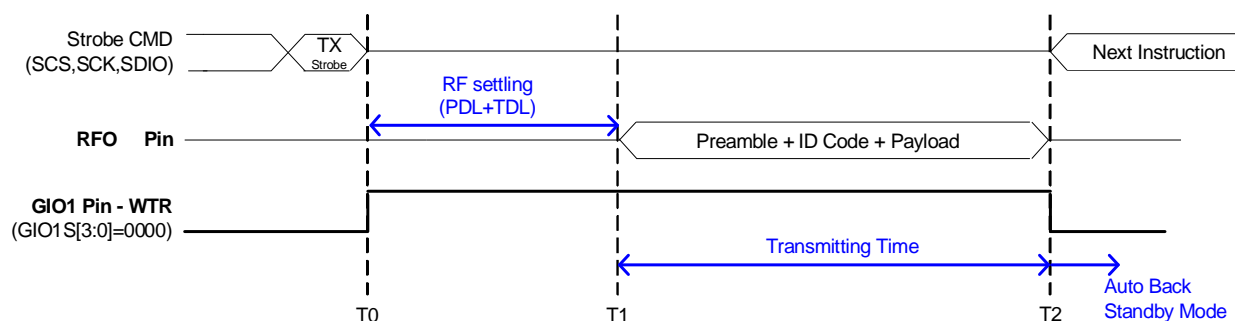 Strobe CMD
(SCS,SCK,SDIO)
TX
Strobe
Next Instruction
RF settling
(PDL+TDL)
RFO Pin
Preamble + ID Code + Payload
GIO1 Pin - WTR
(GIO1S[3:0]=0000)
Transmitting Time
T0
T1
T2
Auto Back
Standby Mode